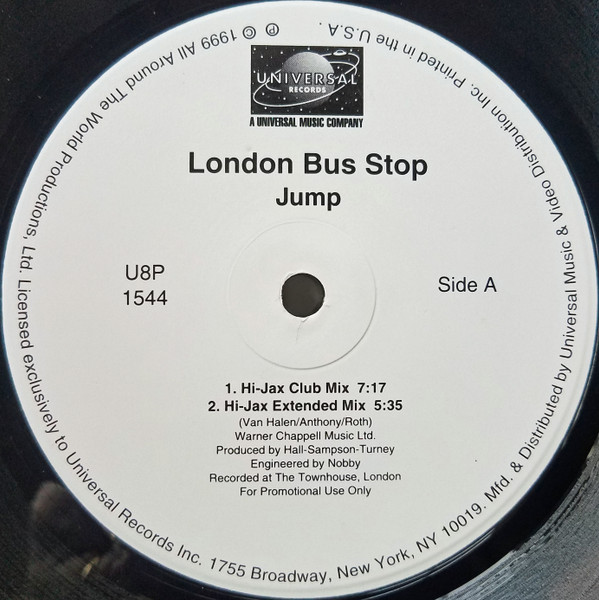 UNIVERSAL
RECORDS
A UNIVERSAL MUSIC COMPANY
London Bus Stop
Jump
U8P
1544
Side A
1. Hi-Jax Club Mix 7:17
2. Hi-Jax Extended Mix 5:35
(Van Halen/Anthony/Roth)
Warner Chappell Music Ltd.
Produced by Hall-Sampson-Turney
Engineered by Nobby
Recorded at The Townhouse, London
For Promotional Use Only
℗ © 1999 All Around The World Productions, Ltd. Licensed exclusively to Universal Records Inc. 1755 Broadway, New York, NY 10019. Mfd. & Distributed by Universal Music & Video Distribution Inc. Printed in the U.S.A.